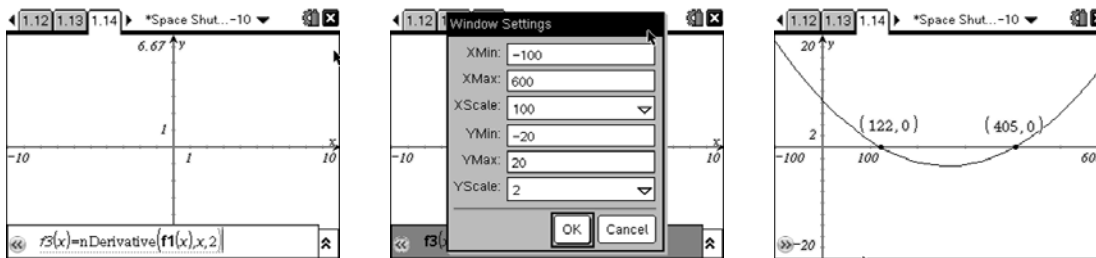 1.12 1.13 1.14 *Space Shut...-10
6.67 y
1
x
-10 1 10
f3(x)=nDerivative(f1(x),x,2)
1.12
Window Settings
XMin: -100
XMax: 600
XScale: 100
YMin: -20
YMax: 20
YScale: 2
OK Cancel
-10
10
x
f3(
1.12 1.13 1.14 *Space Shut...-10
20 y
(122,0) (405,0)
2
-100 100 60
-20